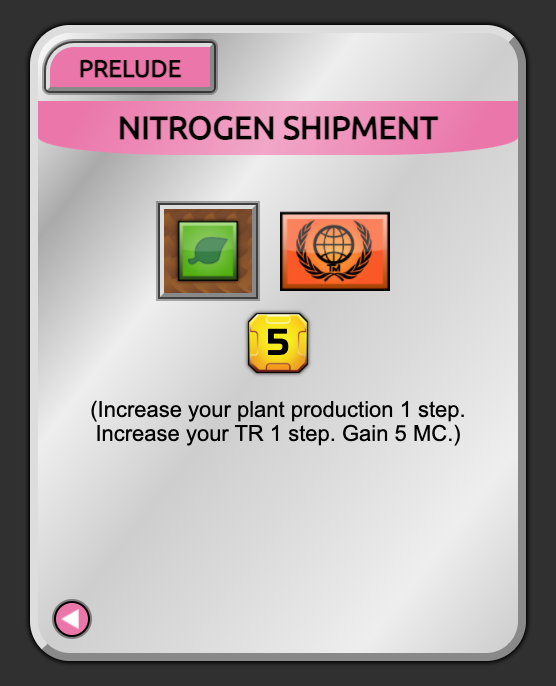 PRELUDE
NITROGEN SHIPMENT
TM
5
(Increase your plant production 1 step.
Increase your TR 1 step. Gain 5 MC.)